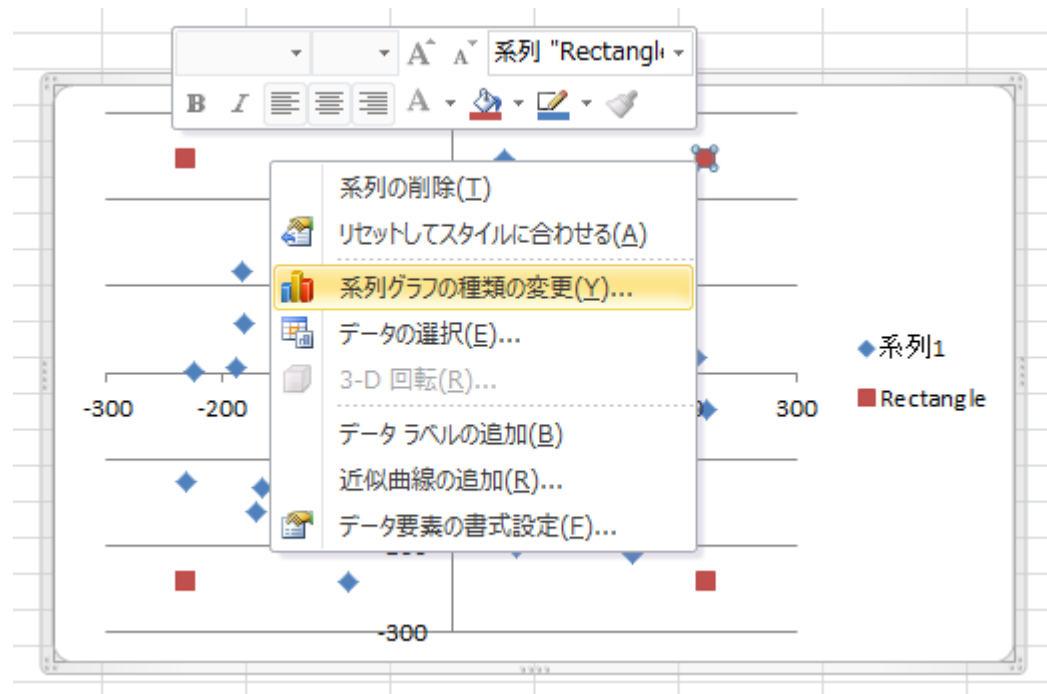 系列 "Rectangl
B I A
系列の削除(T)
リセットしてスタイルに合わせる(A)
系列グラフの種類の変更(Y)...
データの選択(E)...
3-D 回転(R)...
データ ラベルの追加(B)
近似曲線の追加(R)...
データ要素の書式設定(F)...
-300
-200
300
-300
系列1
Rectangle